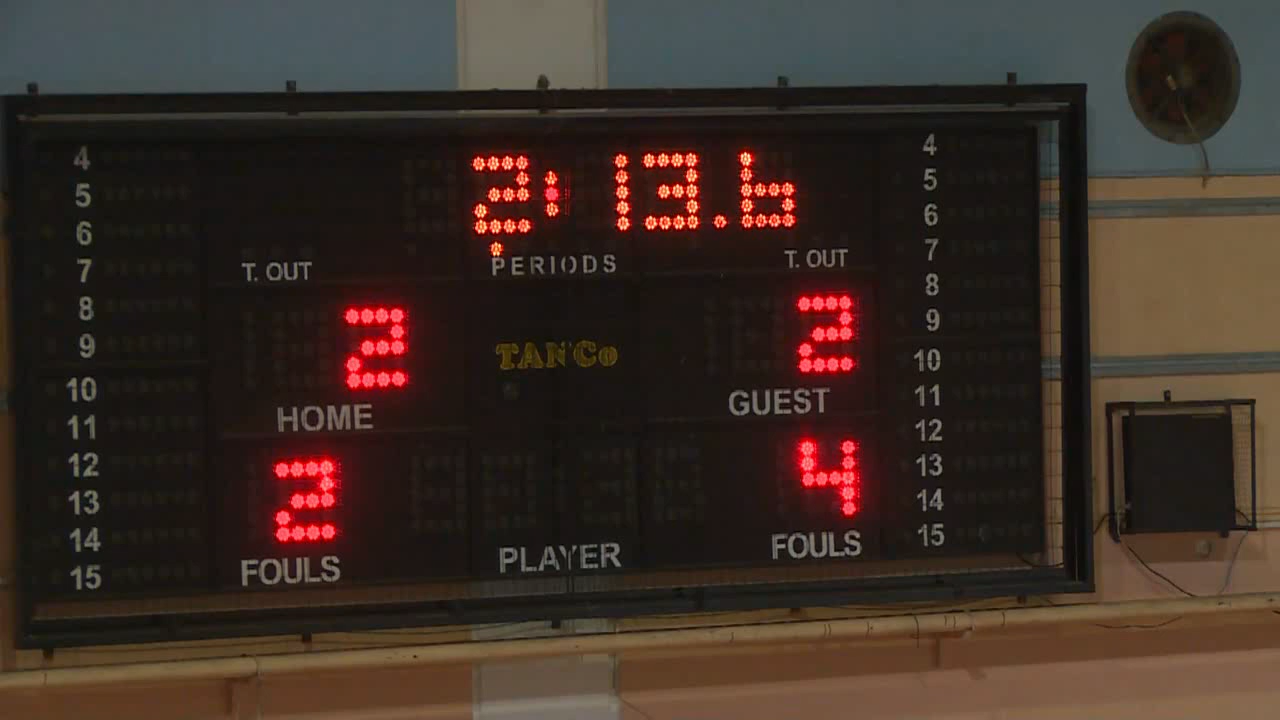 4 2:13.6 4
5 5
6 6
7 T. OUT PERIODS T. OUT 7
8 2 2 8
9 TANCo 9
10 HOME GUEST 10
11 11
12 2 4 12
13 13
14 14
15 FOULS PLAYER FOULS 15